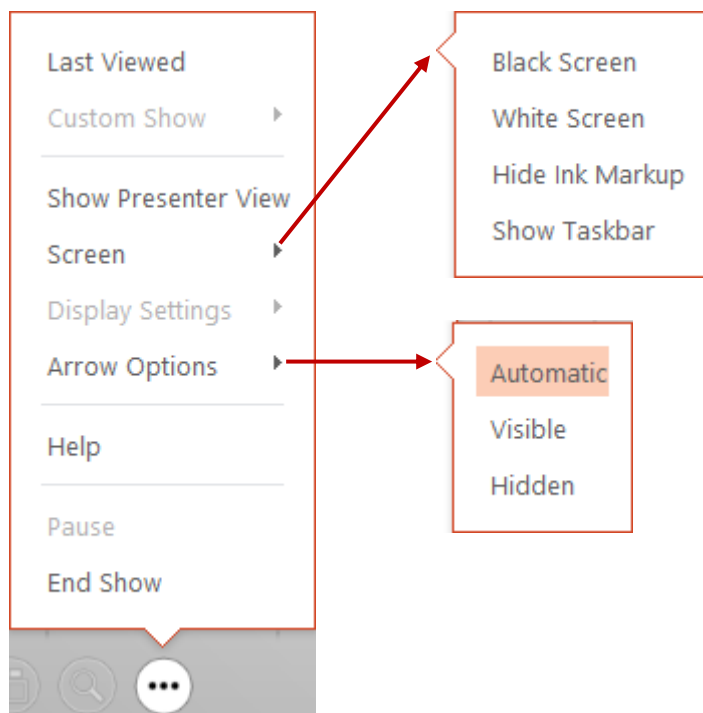 Last Viewed
Custom Show
Show Presenter View
Screen
Display Settings
Arrow Options
Help
Pause
End Show
Black Screen
White Screen
Hide Ink Markup
Show Taskbar
Automatic
Visible
Hidden